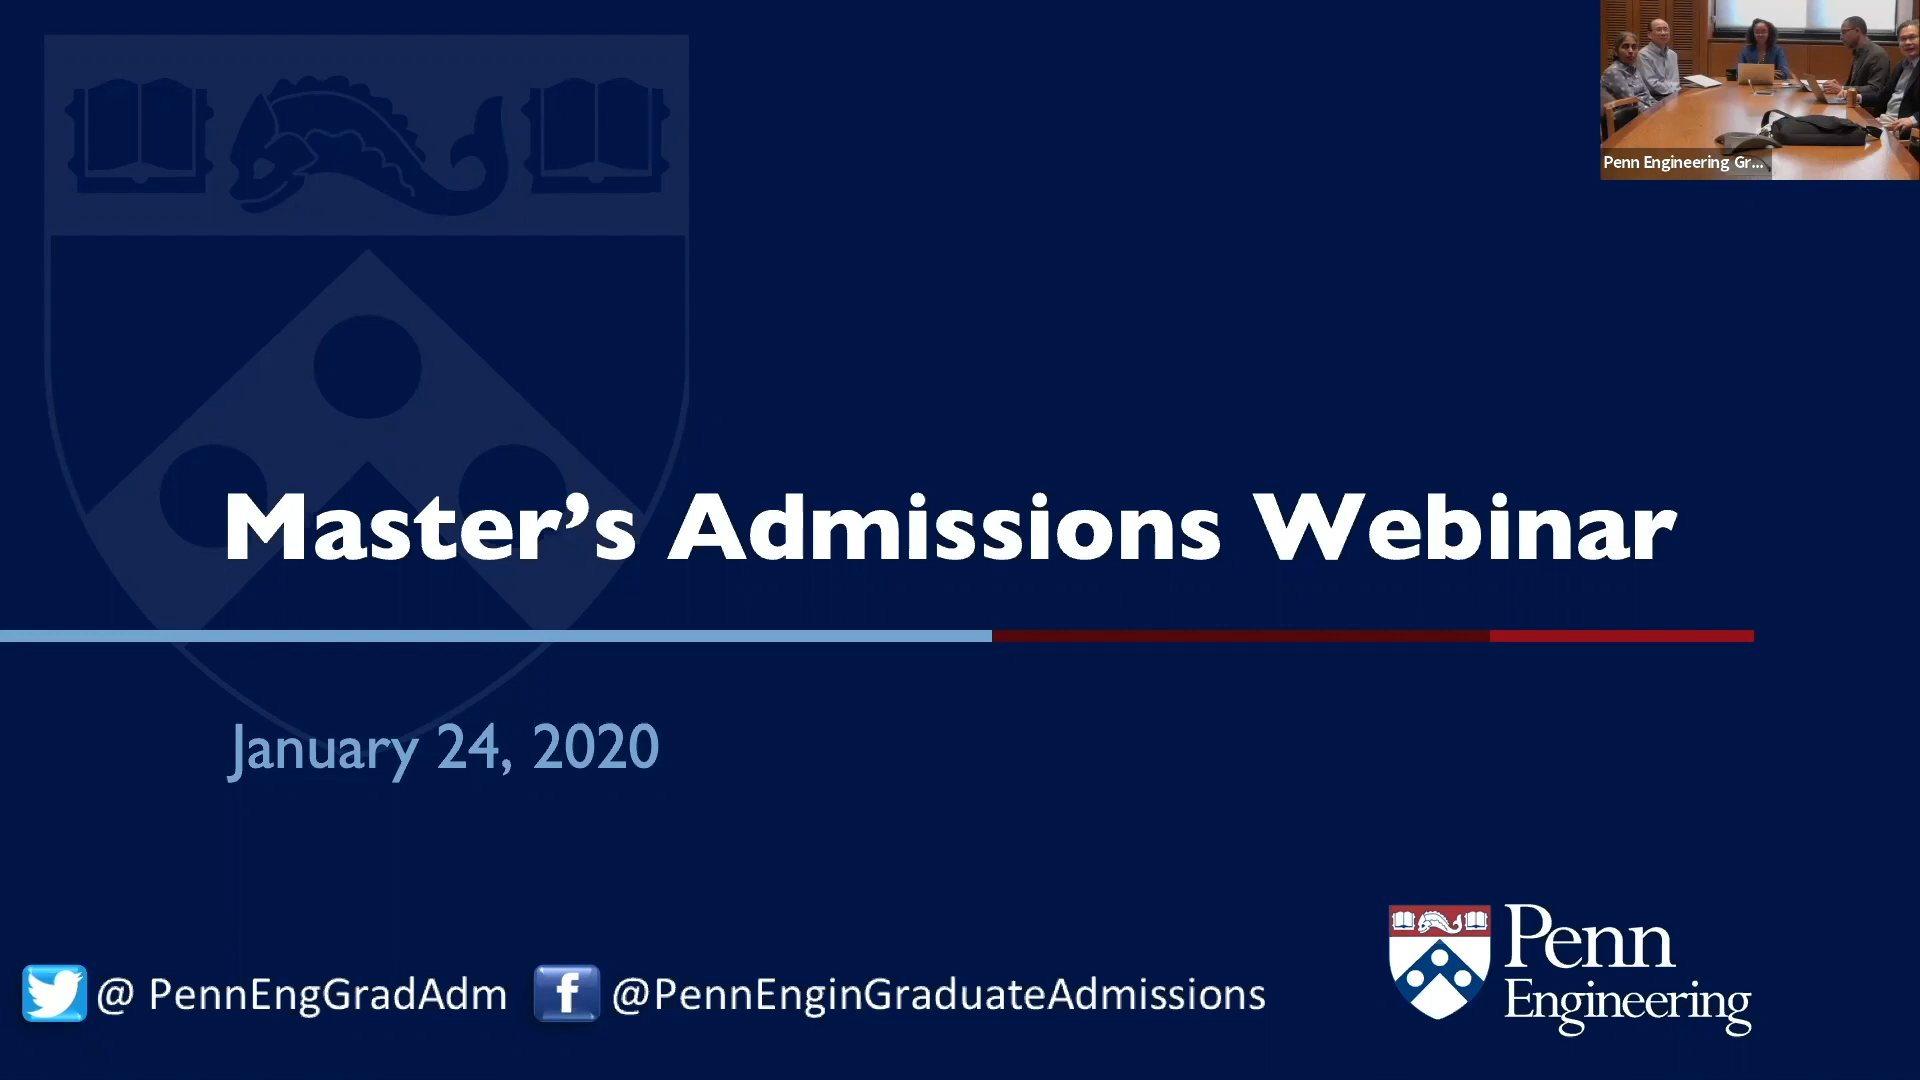 Penn Engineering Gr...
Master’s Admissions Webinar
January 24, 2020
@ PennEngGradAdm
@PennEnginGraduateAdmissions
Penn
Engineering